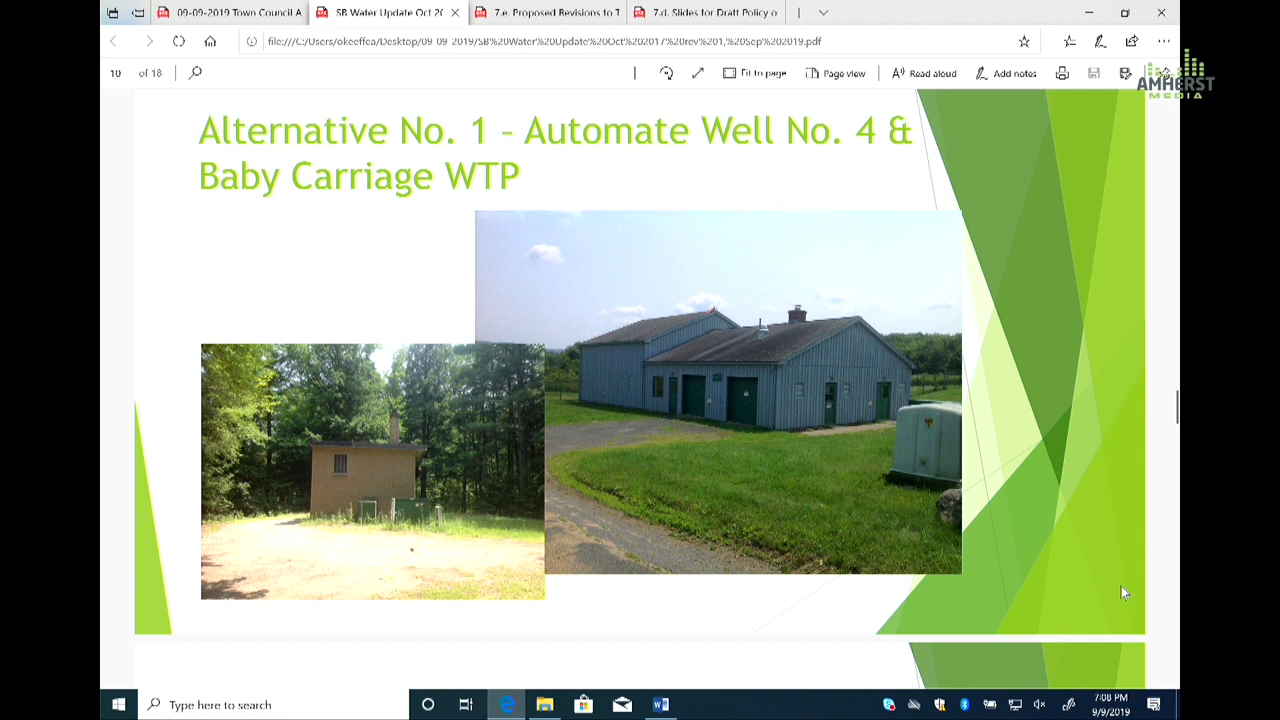 09-09-2019 Town Council A
SB Water Update Oct 20
7.e. Proposed Revisions to T
7.d. Slides for Draft Policy o
file:///C:/Users/okeeffea/Desktop/09-09-2019/SB%20Water%20Update%20Oct%202017%20rev%201,%20Sep%202019.pdf
10 of 18
Fit to page
Page view
Read aloud
Add notes
AMHERST
MEDIA
Alternative No. 1 – Automate Well No. 4 &
Baby Carriage WTP
Type here to search
7:08 PM
9/9/2019